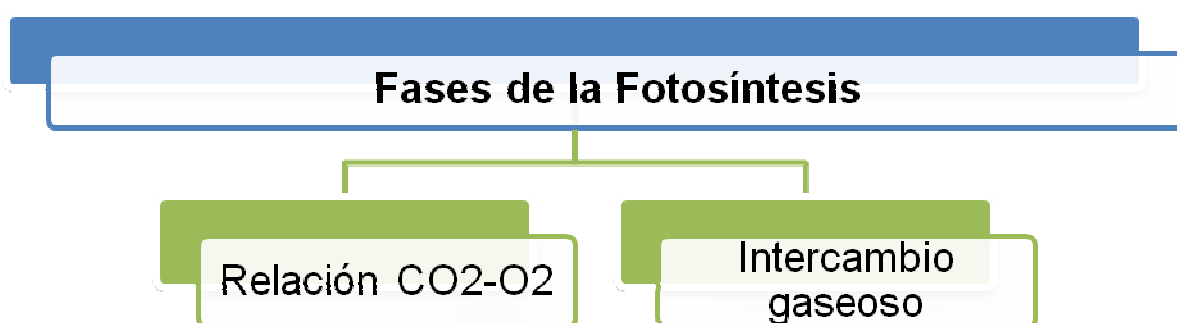 Fases de la Fotosíntesis
Relación CO2-O2
Intercambio
gaseoso